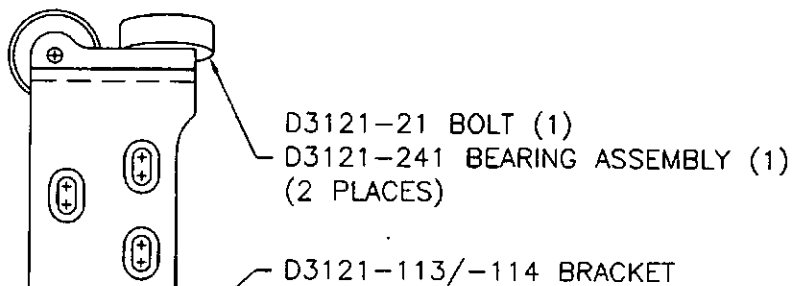 D3121-21 BOLT (1)
D3121-241 BEARING ASSEMBLY (1)
(2 PLACES)
D3121-113/-114 BRACKET